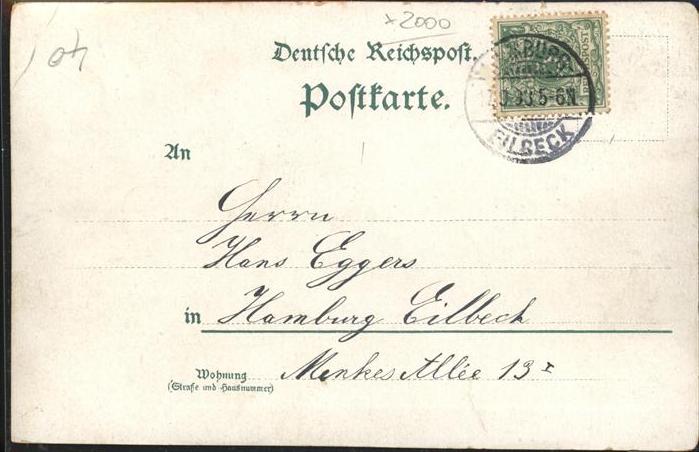 ×2000
40,
Deutsche Reichspost.
Postkarte.
EILBECK
An
Herrn
Hans Eggers
in Hamburg Eilbeck
Wohnung Menkes Allée 13 I
(Straße und Hausnummer)